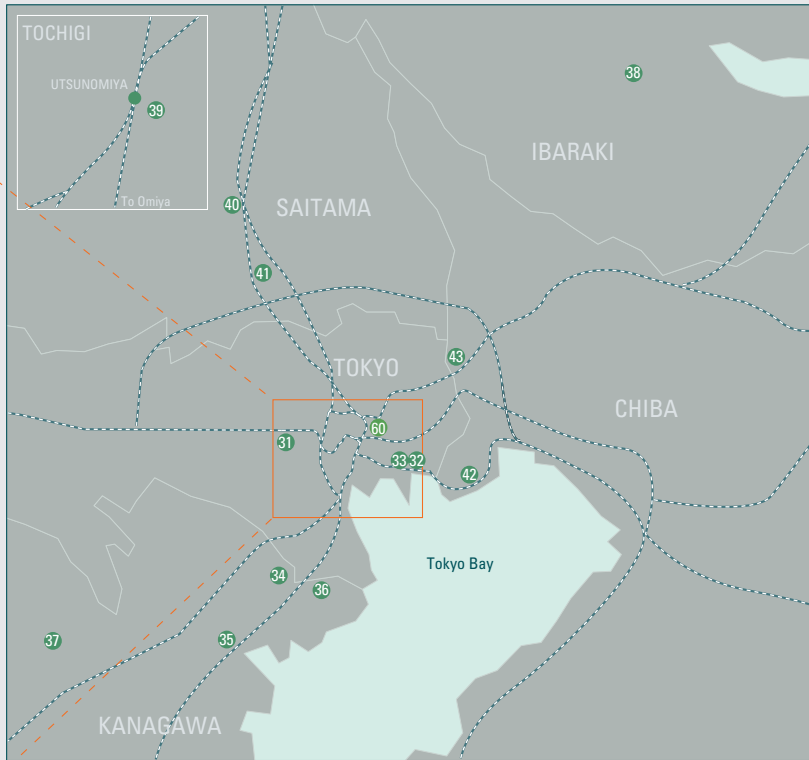 TOCHIGI
UTSUNOMIYA
39
To Omiya
38
IBARAKI
40
SAITAMA
41
43
TOKYO
CHIBA
60
31
33
32
42
Tokyo Bay
34
36
37
35
KANAGAWA